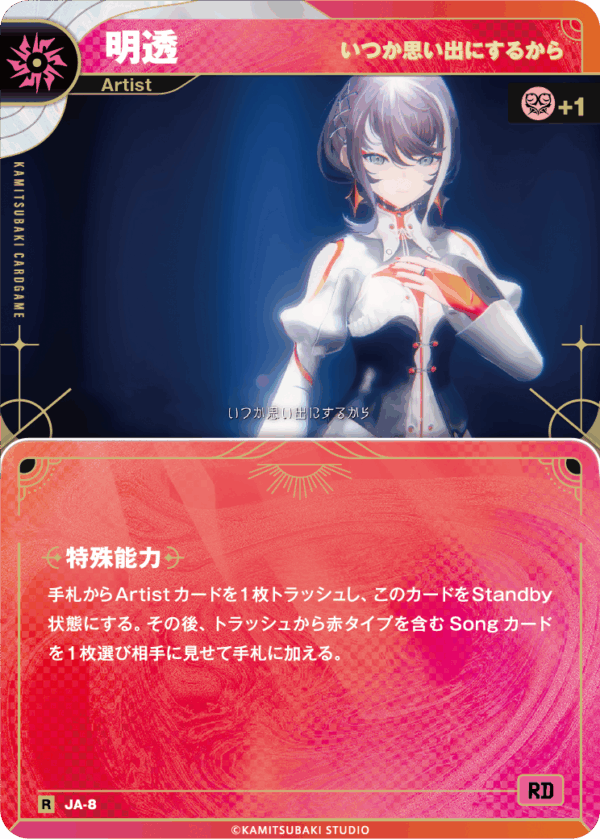 明透
いつか思い出にするから
Artist
+1
KAMITSUBAKI CARDGAME
いつか思い出にするから
特殊能力
手札からArtistカードを1枚トラッシュし、このカードをStandby
状態にする。その後、トラッシュから赤タイプを含むSongカード
を1枚選び相手に見せて手札に加える。
R JA-8
RD
©KAMITSUBAKI STUDIO